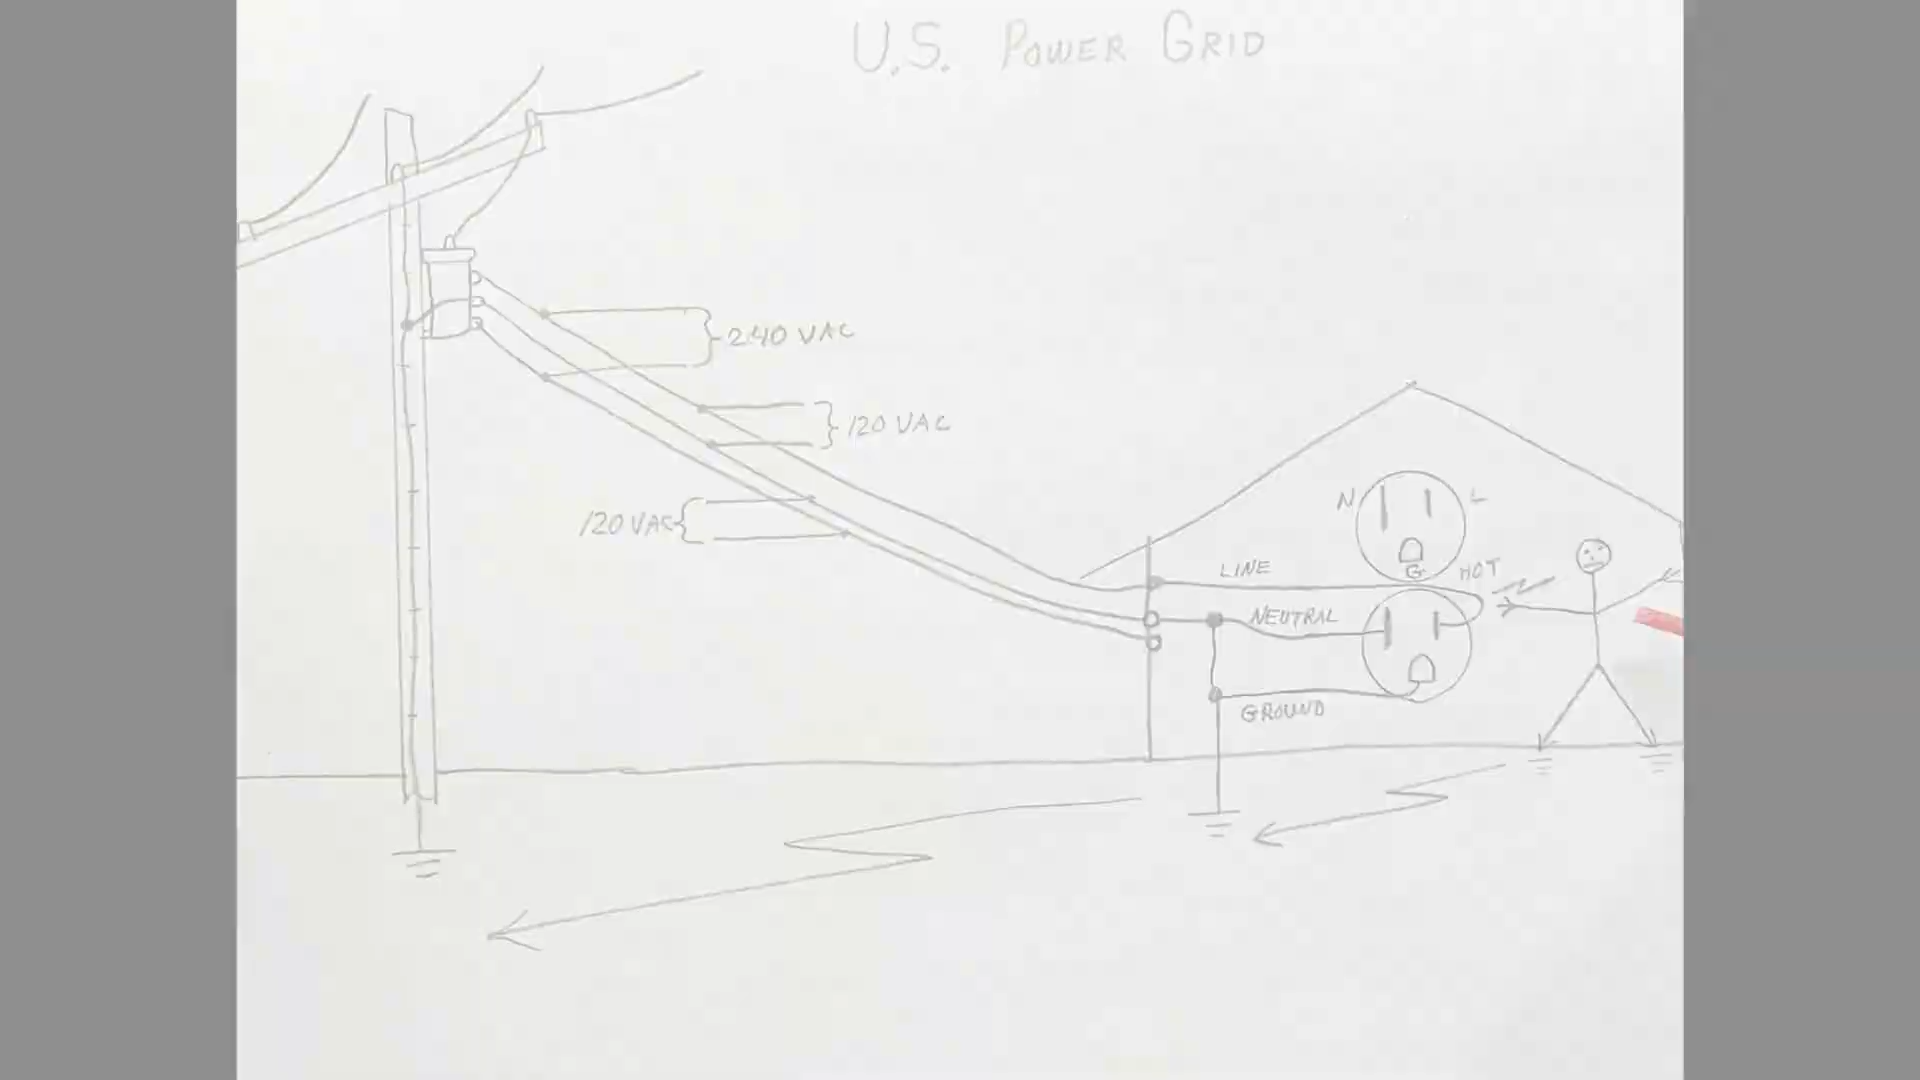 U.S. POWER GRID
240 VAC
120 VAC
120 VAC
N L
G
LINE
HOT
NEUTRAL
GROUND